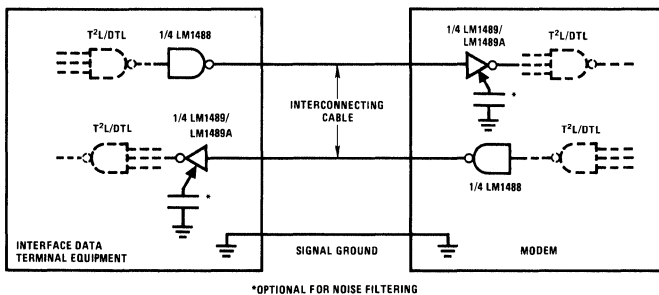 T²L/DTL
1/4 LM1488
1/4 LM1489/
LM1489A
T²L/DTL
*
INTERCONNECTING
CABLE
T²L/DTL
1/4 LM1489/
LM1489A
*
T²L/DTL
1/4 LM1488
INTERFACE DATA
TERMINAL EQUIPMENT
SIGNAL GROUND
MODEM
*OPTIONAL FOR NOISE FILTERING